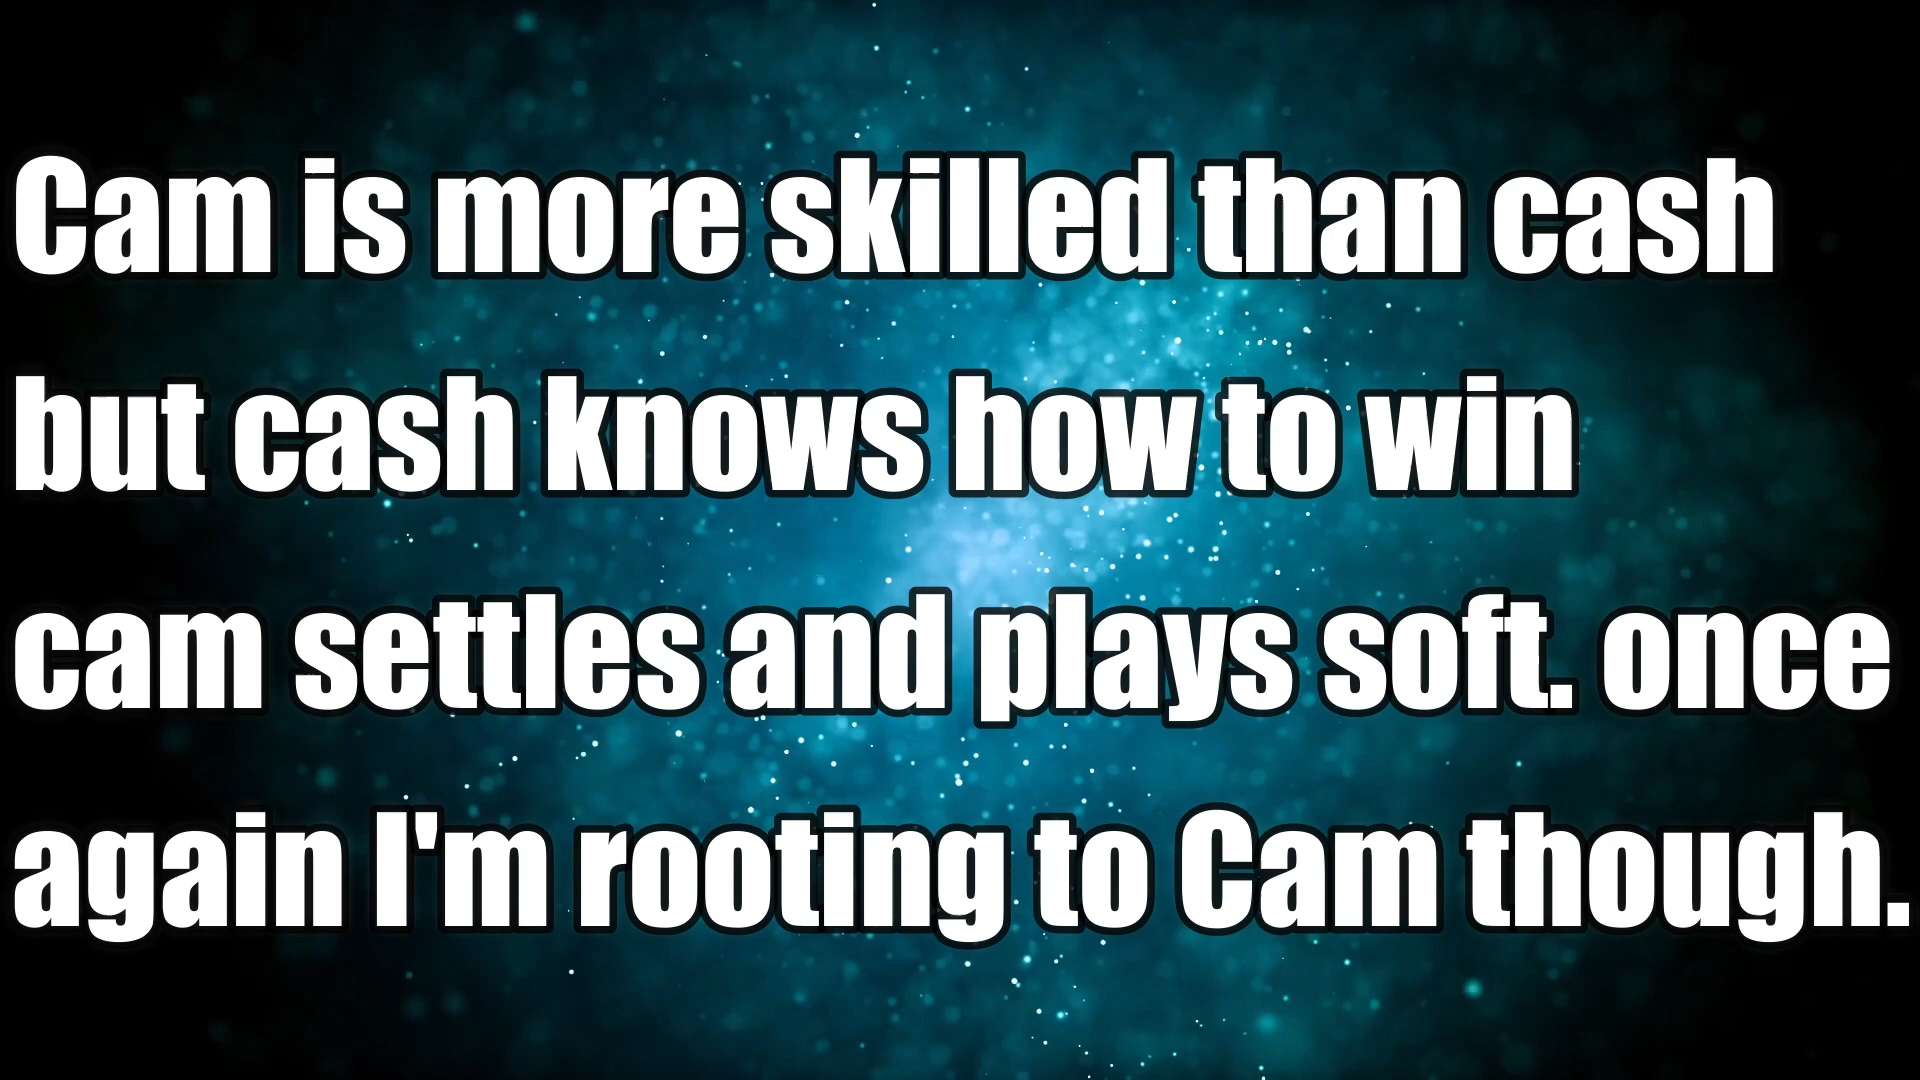 Cam is more skilled than cash
but cash knows how to win
cam settles and plays soft. once
again I'm rooting to Cam though.